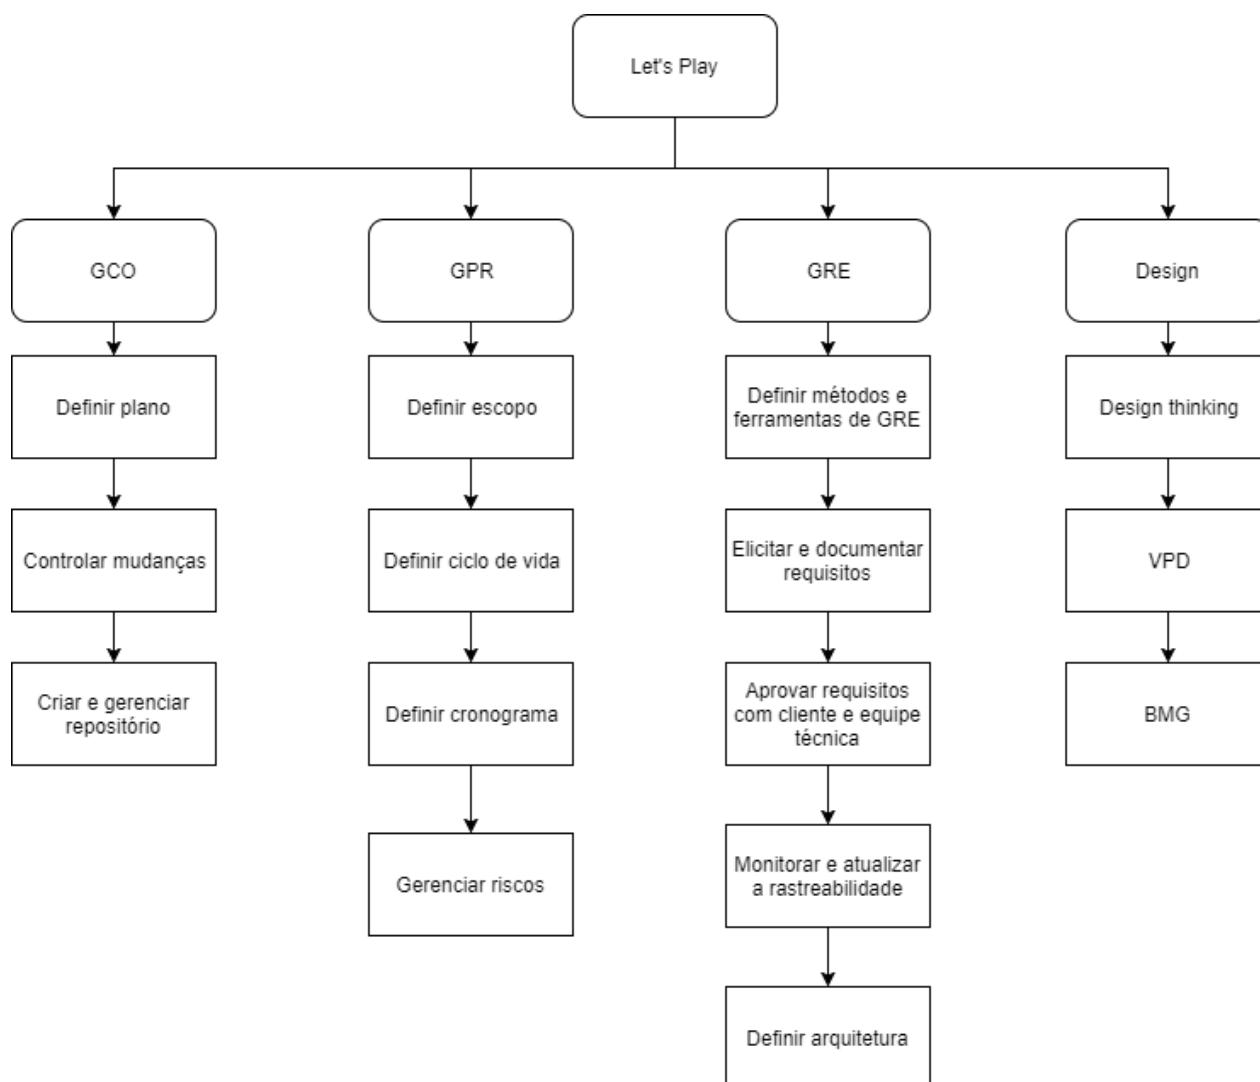 Let's Play
GCO
GPR
GRE
Design
Definir plano
Definir escopo
Definir métodos e
ferramentas de GRE
Design thinking
Controlar mudanças
Definir ciclo de vida
Elicitar e documentar
requisitos
VPD
Criar e gerenciar
repositório
Definir cronograma
Aprovar requisitos
com cliente e equipe
técnica
BMG
Gerenciar riscos
Monitorar e atualizar
a rastreabilidade
Definir arquitetura